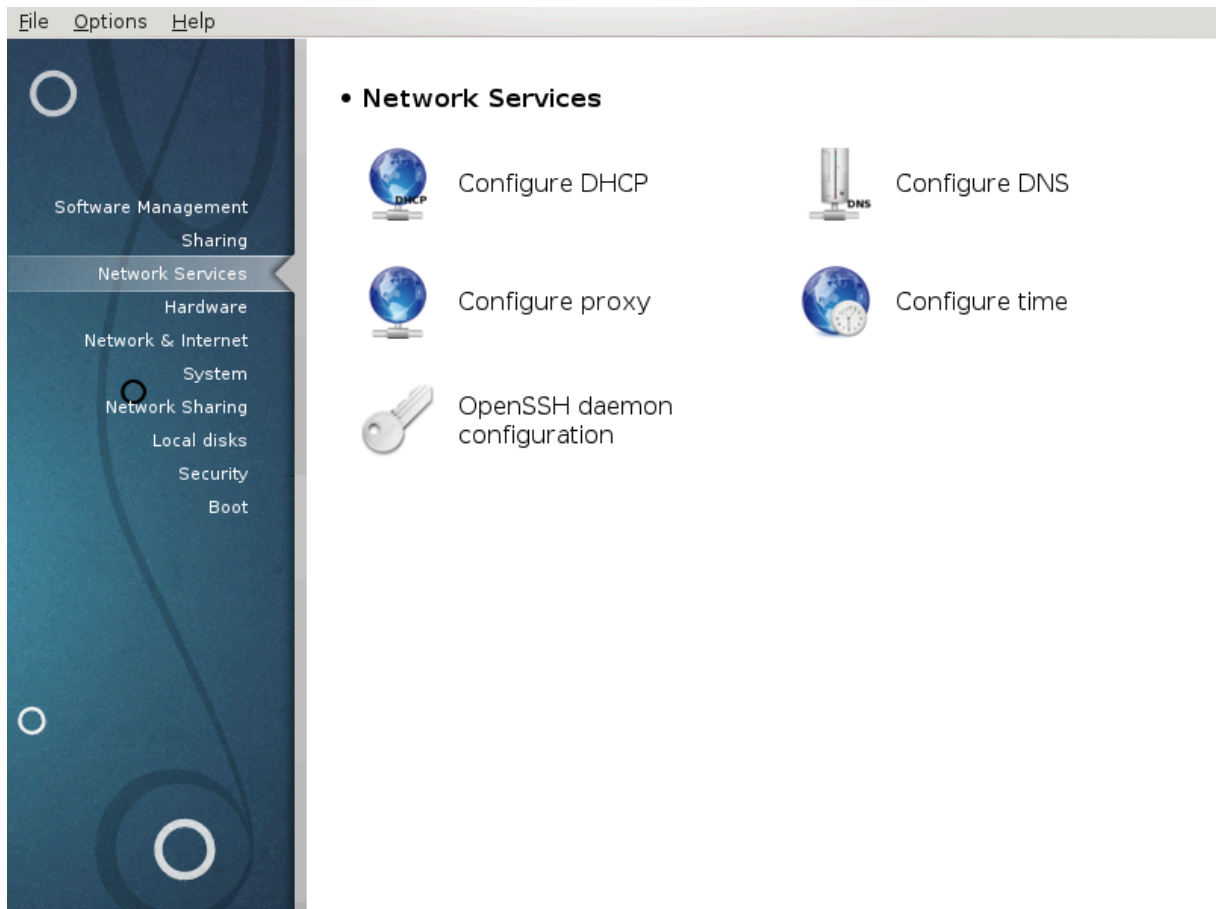 File Options Help
Software Management
Sharing
Network Services
Hardware
Network & Internet
System
Network Sharing
Local disks
Security
Boot
• Network Services
DHCP
Configure DHCP
DNS
Configure DNS
Configure proxy
Configure time
OpenSSH daemon
configuration